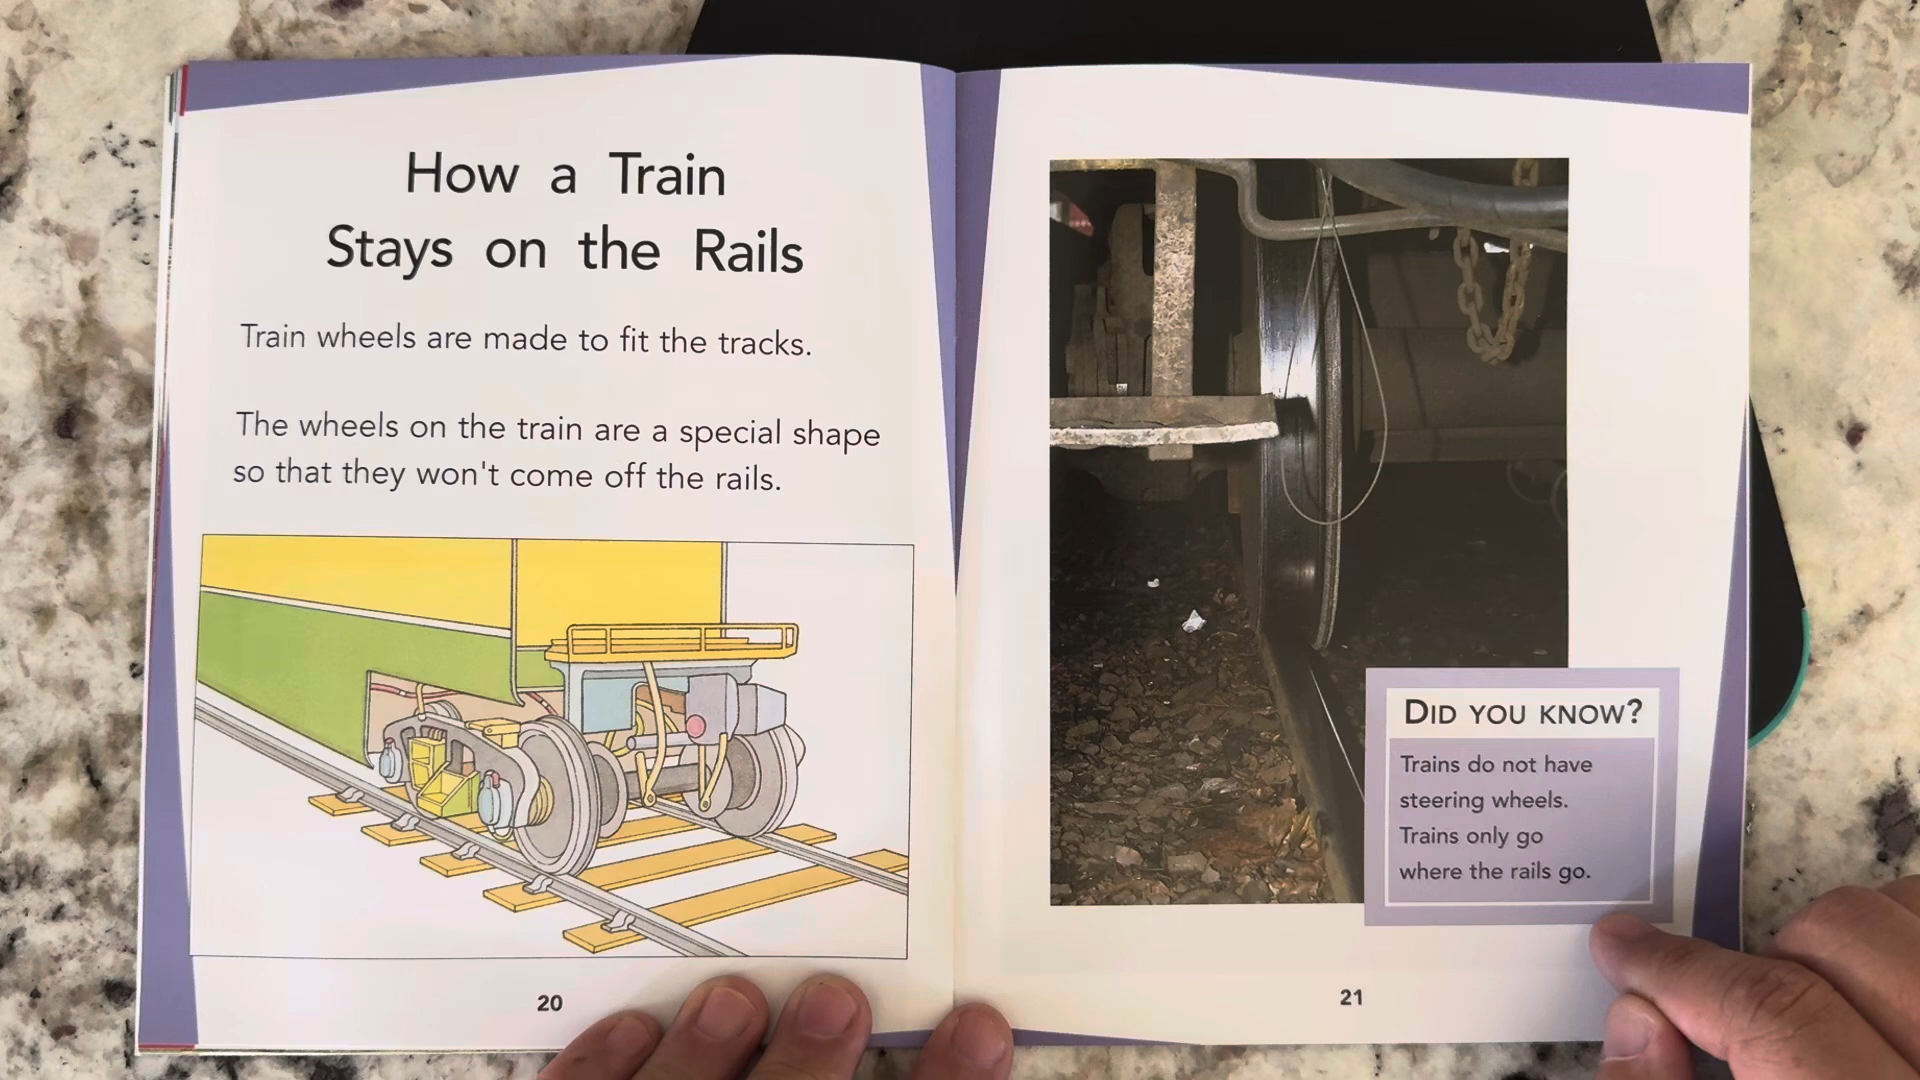 How a Train
Stays on the Rails
Train wheels are made to fit the tracks.
The wheels on the train are a special shape
so that they won't come off the rails.
20
DID YOU KNOW?
Trains do not have
steering wheels.
Trains only go
where the rails go.
21